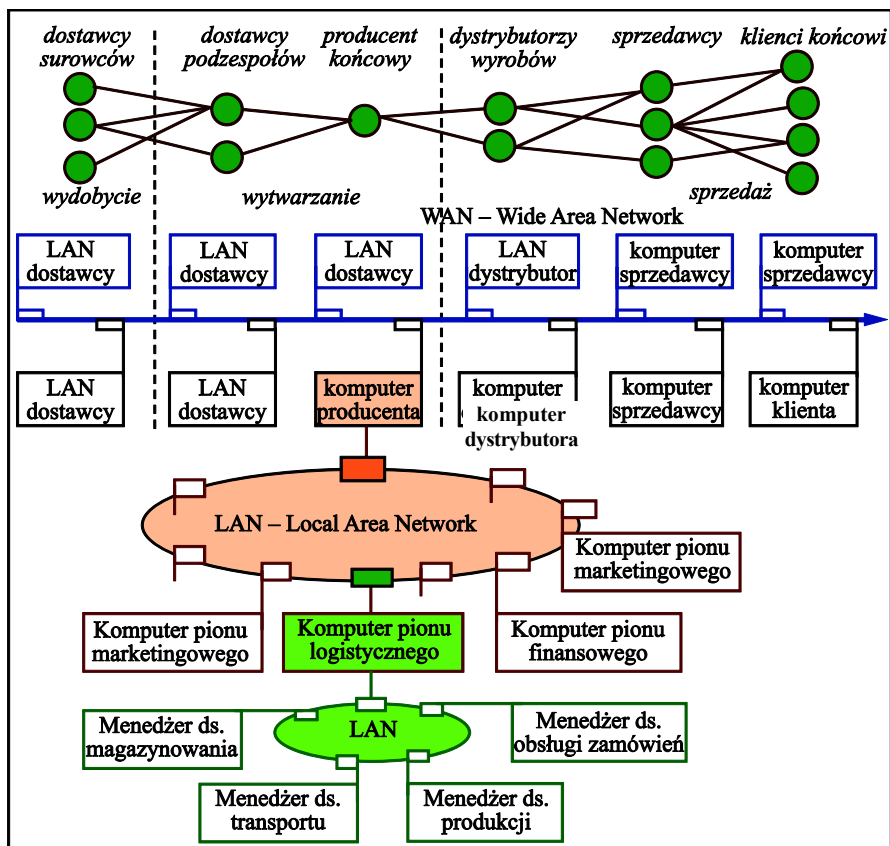 dostawcy
surowców
dostawcy
podzespołów
producent
końcowy
dystrybutorzy
wyrobów
sprzedawcy
klienci końcowi
wydobycie
wytwarzanie
sprzedaż
WAN – Wide Area Network
LAN
dostawcy
LAN
dostawcy
LAN
dostawcy
LAN
dystrybutor
komputer
sprzedawcy
komputer
sprzedawcy
LAN
dostawcy
LAN
dostawcy
komputer
producenta
komputer
komputer
dystrybutora
komputer
sprzedawcy
komputer
klienta
LAN – Local Area Network
Komputer pionu
marketingowego
Komputer pionu
marketingowego
Komputer pionu
logistycznego
Komputer pionu
finansowego
Menedżer ds.
magazynowania
LAN
Menedżer ds.
obsługi zamówień
Menedżer ds.
transportu
Menedżer ds.
produkcji